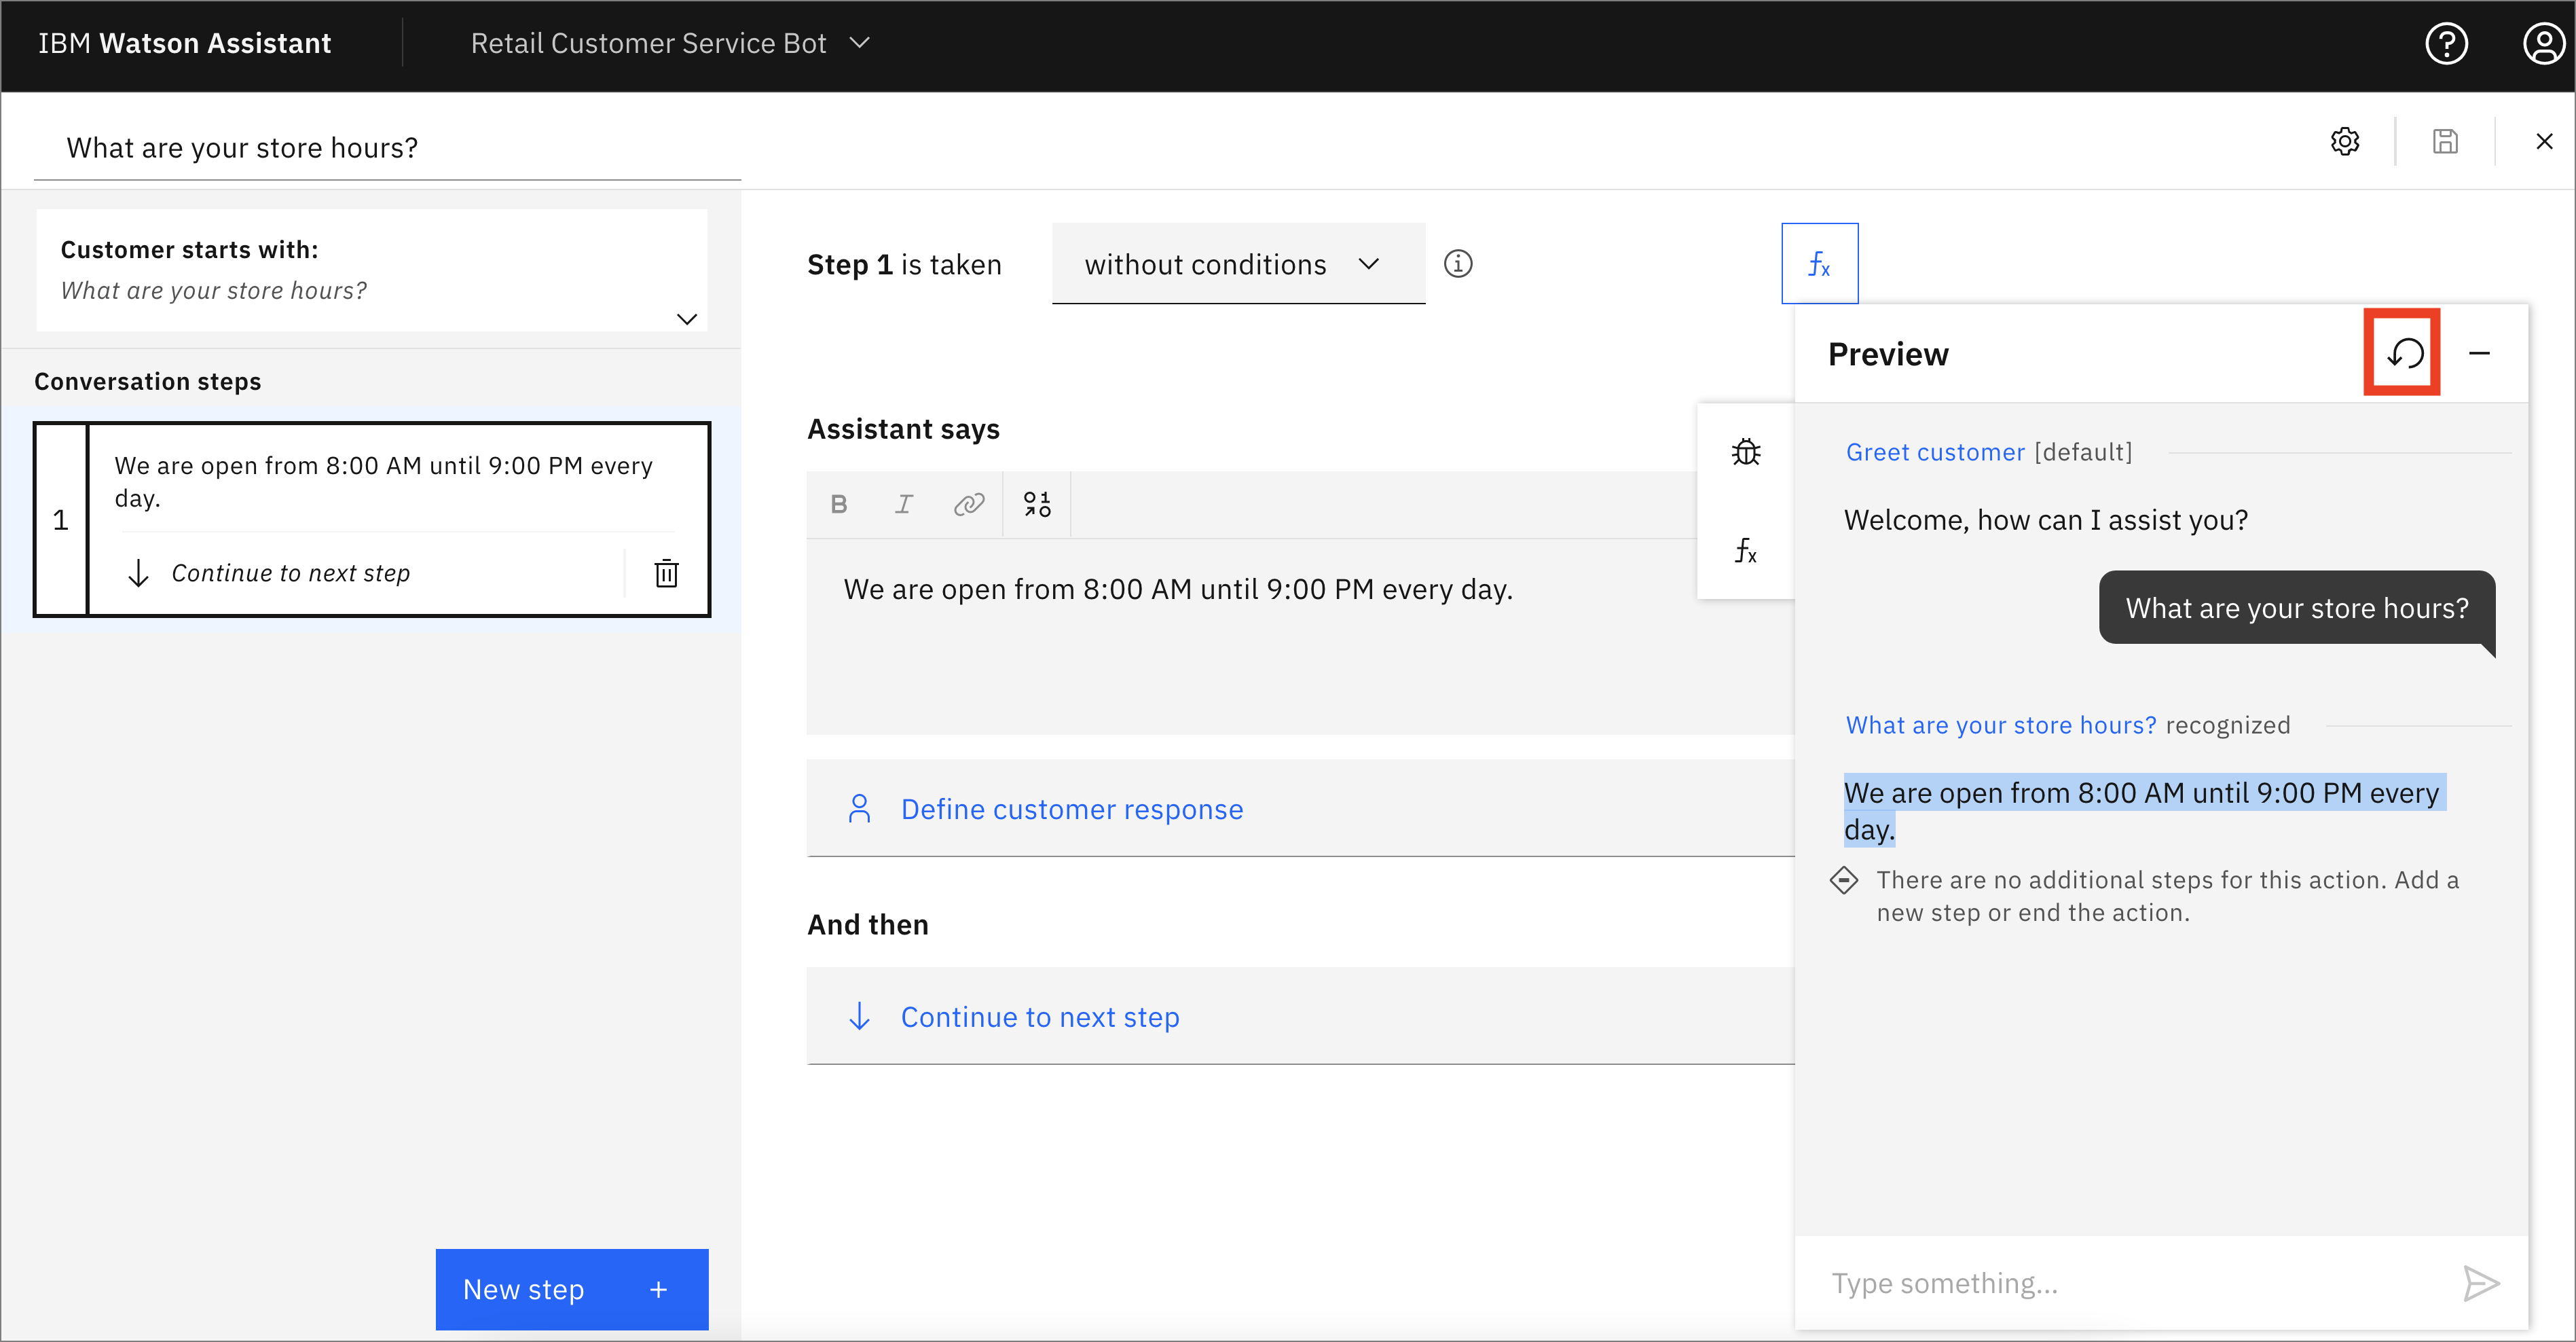 IBM Watson Assistant
Retail Customer Service Bot
What are your store hours?
Customer starts with:
What are your store hours?
Conversation steps
1
We are open from 8:00 AM until 9:00 PM every
day.
Continue to next step
New step +
Step 1 is taken
without conditions
fx
Assistant says
B I
We are open from 8:00 AM until 9:00 PM every day.
Define customer response
And then
Continue to next step
fx
Preview
Greet customer [default]
Welcome, how can I assist you?
What are your store hours?
What are your store hours? recognized
We are open from 8:00 AM until 9:00 PM every
day.
There are no additional steps for this action. Add a
new step or end the action.
Type something...